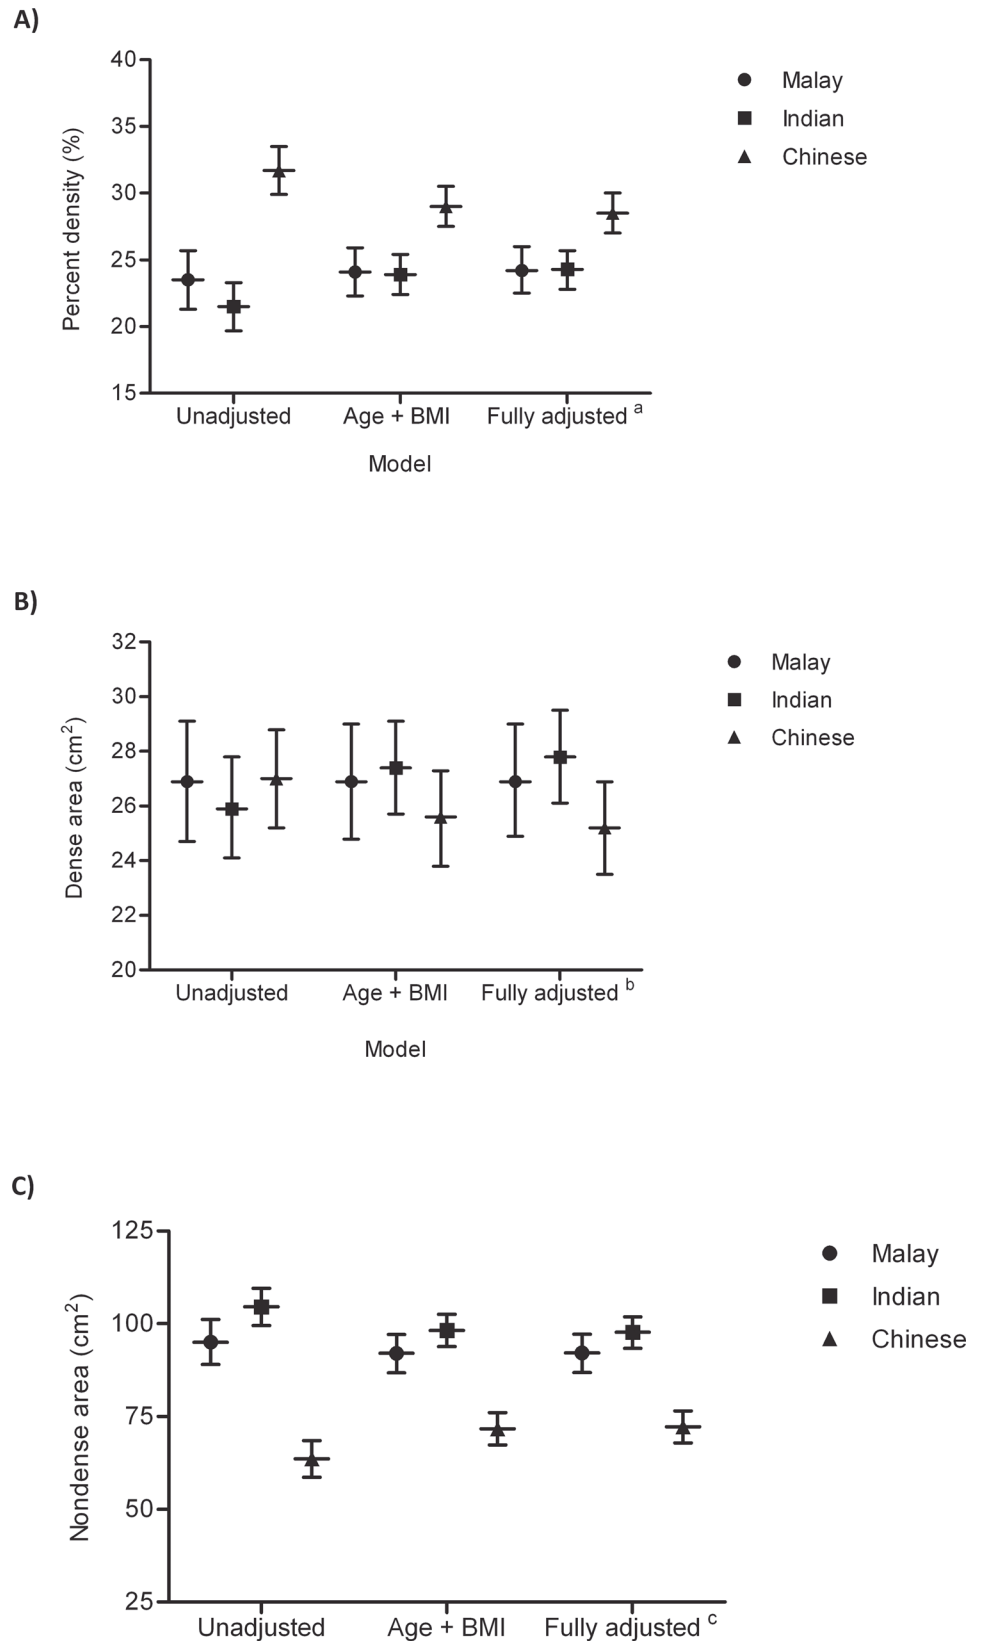 A)
40
35
30
25
20
15
Percent density (%)
Malay
Indian
Chinese
Unadjusted Age + BMI Fully adjusted a
Model
B)
32
30
28
26
24
22
20
Dense area (cm2)
Malay
Indian
Chinese
Unadjusted Age + BMI Fully adjusted b
Model
C)
125
100
75
50
25
Nondense area (cm2)
Malay
Indian
Chinese
Unadjusted Age + BMI Fully adjusted c